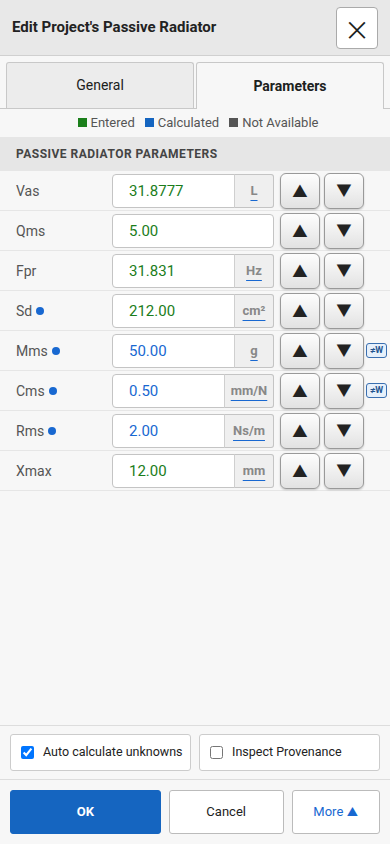 Edit Project's Passive Radiator
General
Parameters
Entered Calculated Not Available
PASSIVE RADIATOR PARAMETERS
Vas 31.8777 L
Qms 5.00
Fpr 31.831 Hz
Sd 212.00 cm²
Mms 50.00 g ≠W
Cms 0.50 mm/N ≠W
Rms 2.00 Ns/m
Xmax 12.00 mm
Auto calculate unknowns Inspect Provenance
OK Cancel More